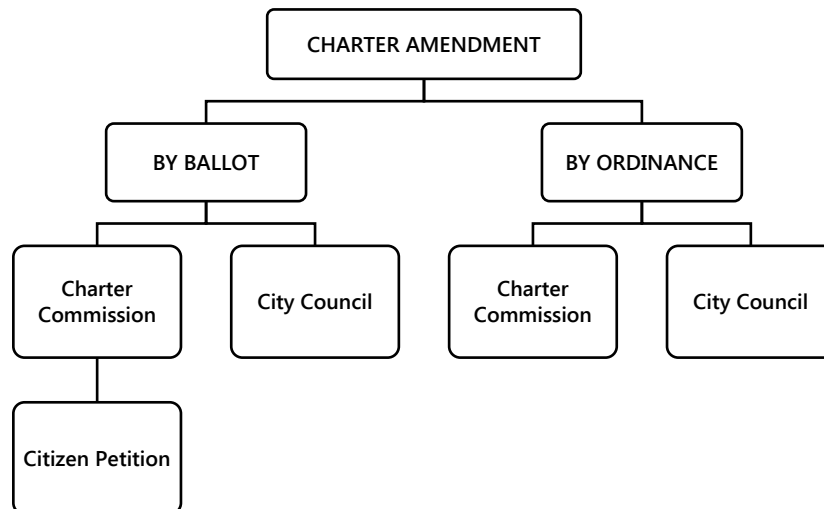 CHARTER AMENDMENT
BY BALLOT
BY ORDINANCE
Charter
Commission
City Council
Charter
Commission
City Council
Citizen Petition